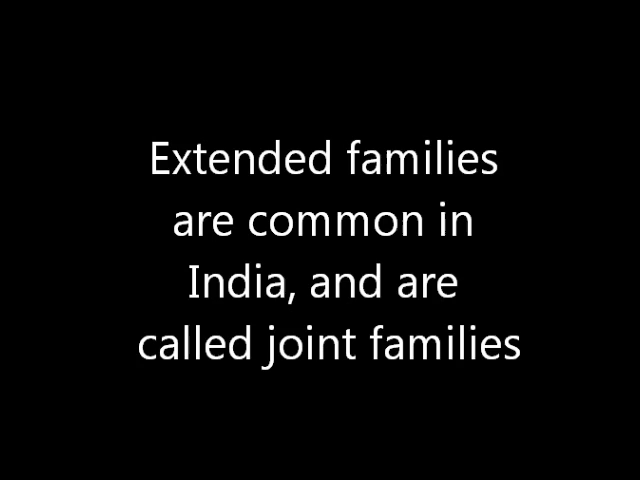 Extended families
are common in
India, and are
called joint families